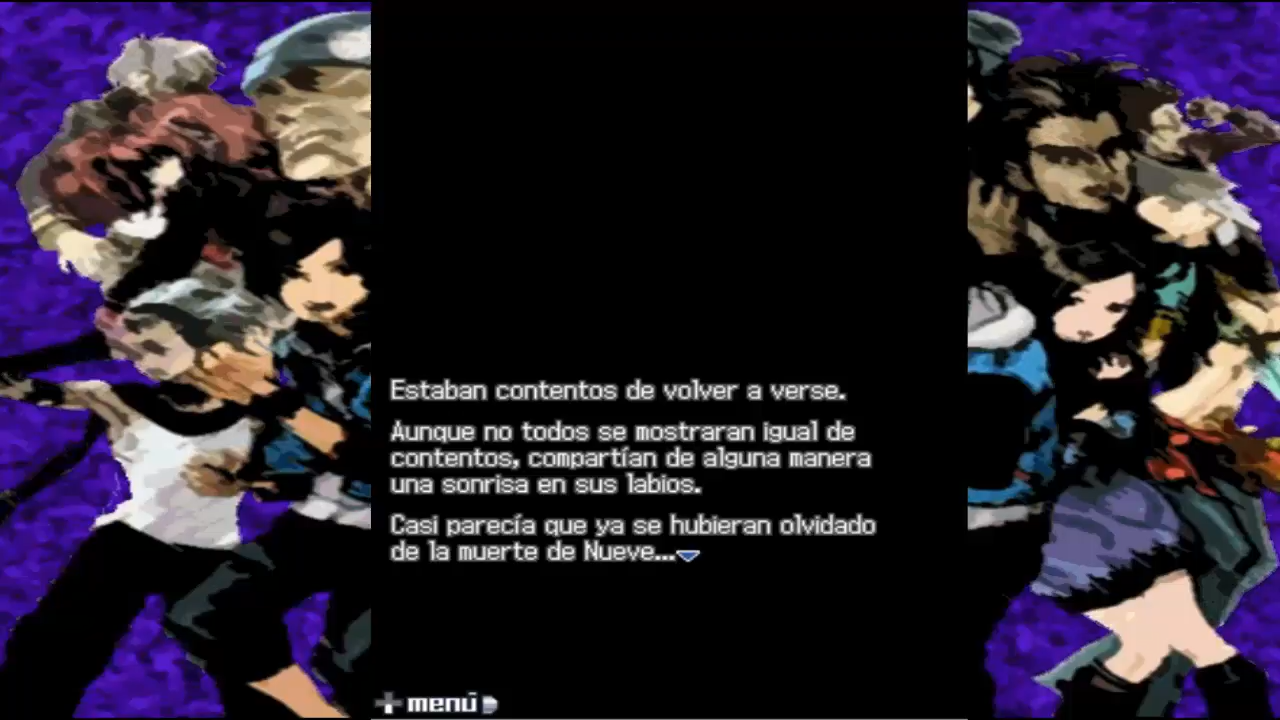 Estaban contentos de volver a verse.
Aunque no todos se mostraran igual de
contentos, compartían de alguna manera
una sonrisa en sus labios.
Casi parecía que ya se hubieran olvidado
de la muerte de Nueve...
menú